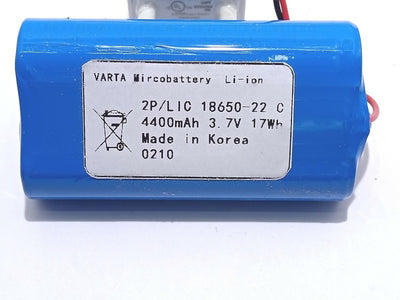 VARTA Mircobattery Li-ion
2P/LIC 18650-22 C
4400mAh 3.7V 17Wh
Made in Korea
0210